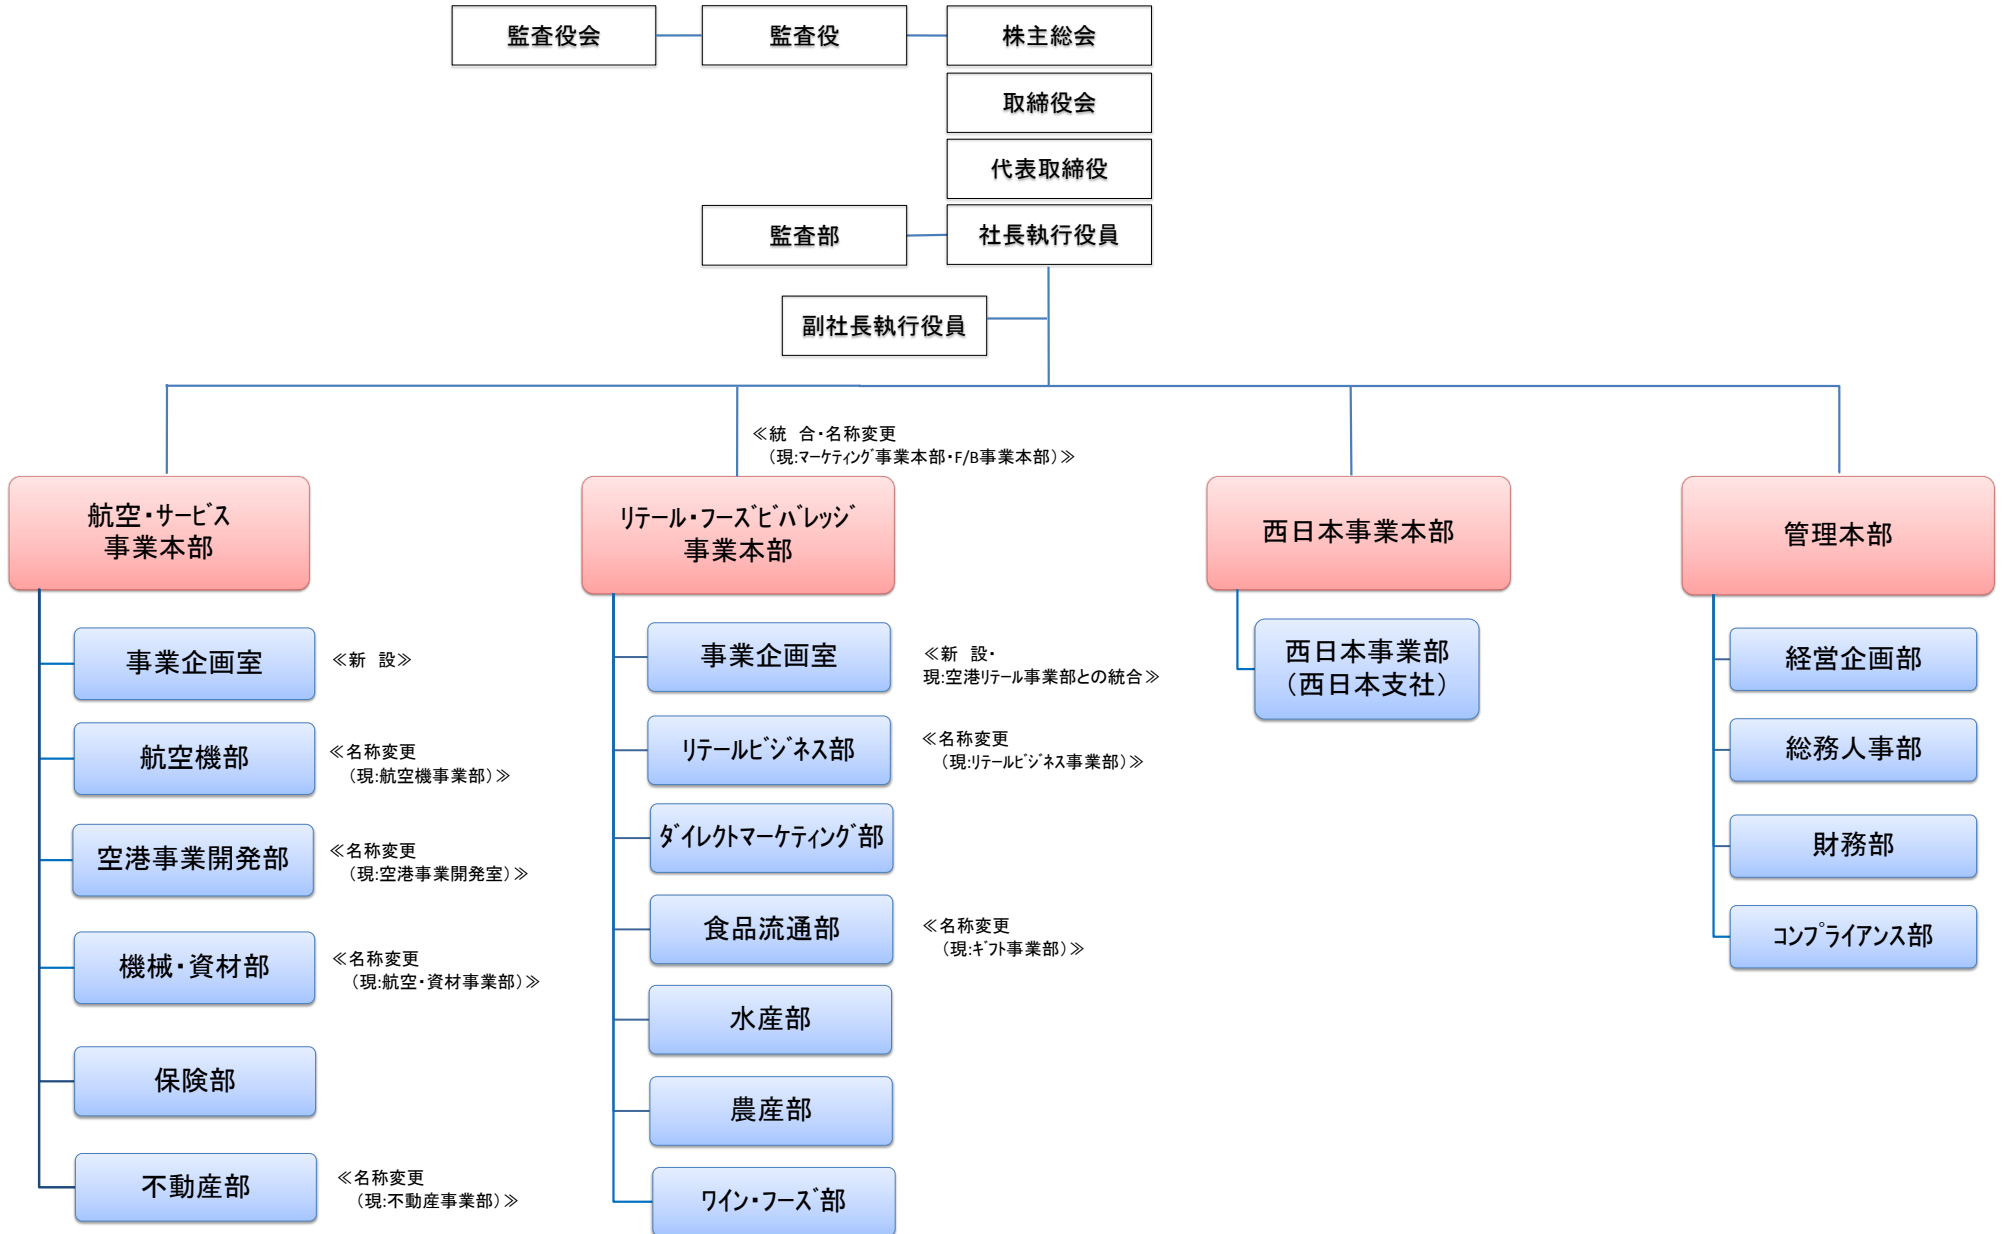 監査役会
監査役
株主総会
取締役会
代表取締役
監査部
社長執行役員
副社長執行役員
≪統　合・名称変更
（現:ﾏｰｹﾃｨﾝｸﾞ事業本部・F/B事業本部）≫
航空・ｻｰﾋﾞｽ
事業本部
ﾘﾃｰﾙ・ﾌｰｽﾞﾋﾞﾊﾞﾚｯｼﾞ
事業本部
西日本事業本部
管理本部
事業企画室
≪新　設≫
航空機部
≪名称変更
（現:航空機事業部）≫
空港事業開発部
≪名称変更
（現:空港事業開発室）≫
機械・資材部
≪名称変更
（現:航空・資材事業部）≫
保険部
不動産部
≪名称変更
（現:不動産事業部）≫
事業企画室
≪新　設・
現:空港ﾘﾃｰﾙ事業部との統合≫
ﾘﾃｰﾙﾋﾞｼﾞﾈｽ部
≪名称変更
（現:ﾘﾃｰﾙﾋﾞｼﾞﾈｽ事業部）≫
ﾀﾞｲﾚｸﾄﾏｰｹﾃｨﾝｸﾞ部
食品流通部
≪名称変更
（現:ｷﾞﾌﾄ事業部）≫
水産部
農産部
ﾜｲﾝ・ﾌｰｽﾞ部
西日本事業部
（西日本支社）
経営企画部
総務人事部
財務部
ｺﾝﾌﾟﾗｲｱﾝｽ部